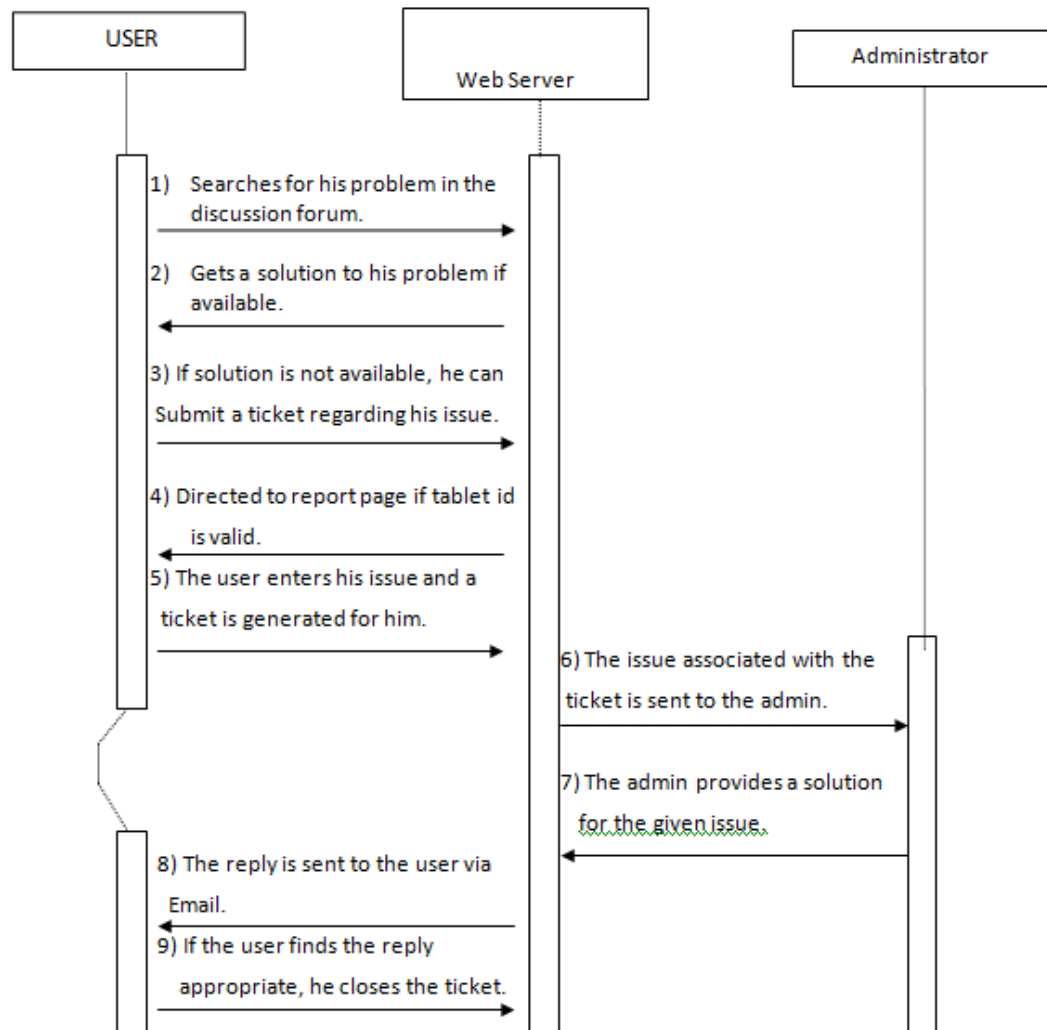 USER
Web Server
Administrator
1) Searches for his problem in the
discussion forum.
2) Gets a solution to his problem if
available.
3) If solution is not available, he can
Submit a ticket regarding his issue.
4) Directed to report page if tablet id
is valid.
5) The user enters his issue and a
ticket is generated for him.
6) The issue associated with the
ticket is sent to the admin.
7) The admin provides a solution
for the given issue.
8) The reply is sent to the user via
Email.
9) If the user finds the reply
appropriate, he closes the ticket.